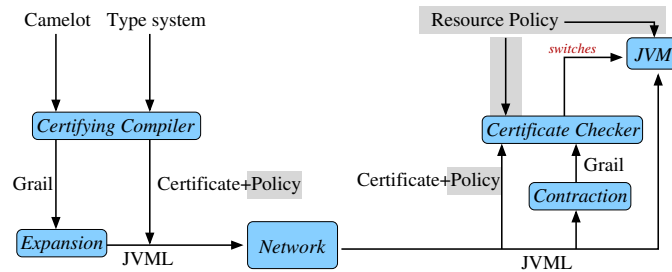 Camelot
Type system
Resource Policy
switches
JVM
Certifying Compiler
Certificate Checker
Grail
Certificate+Policy
Certificate+Policy
Grail
Contraction
Expansion
JVML
Network
JVML